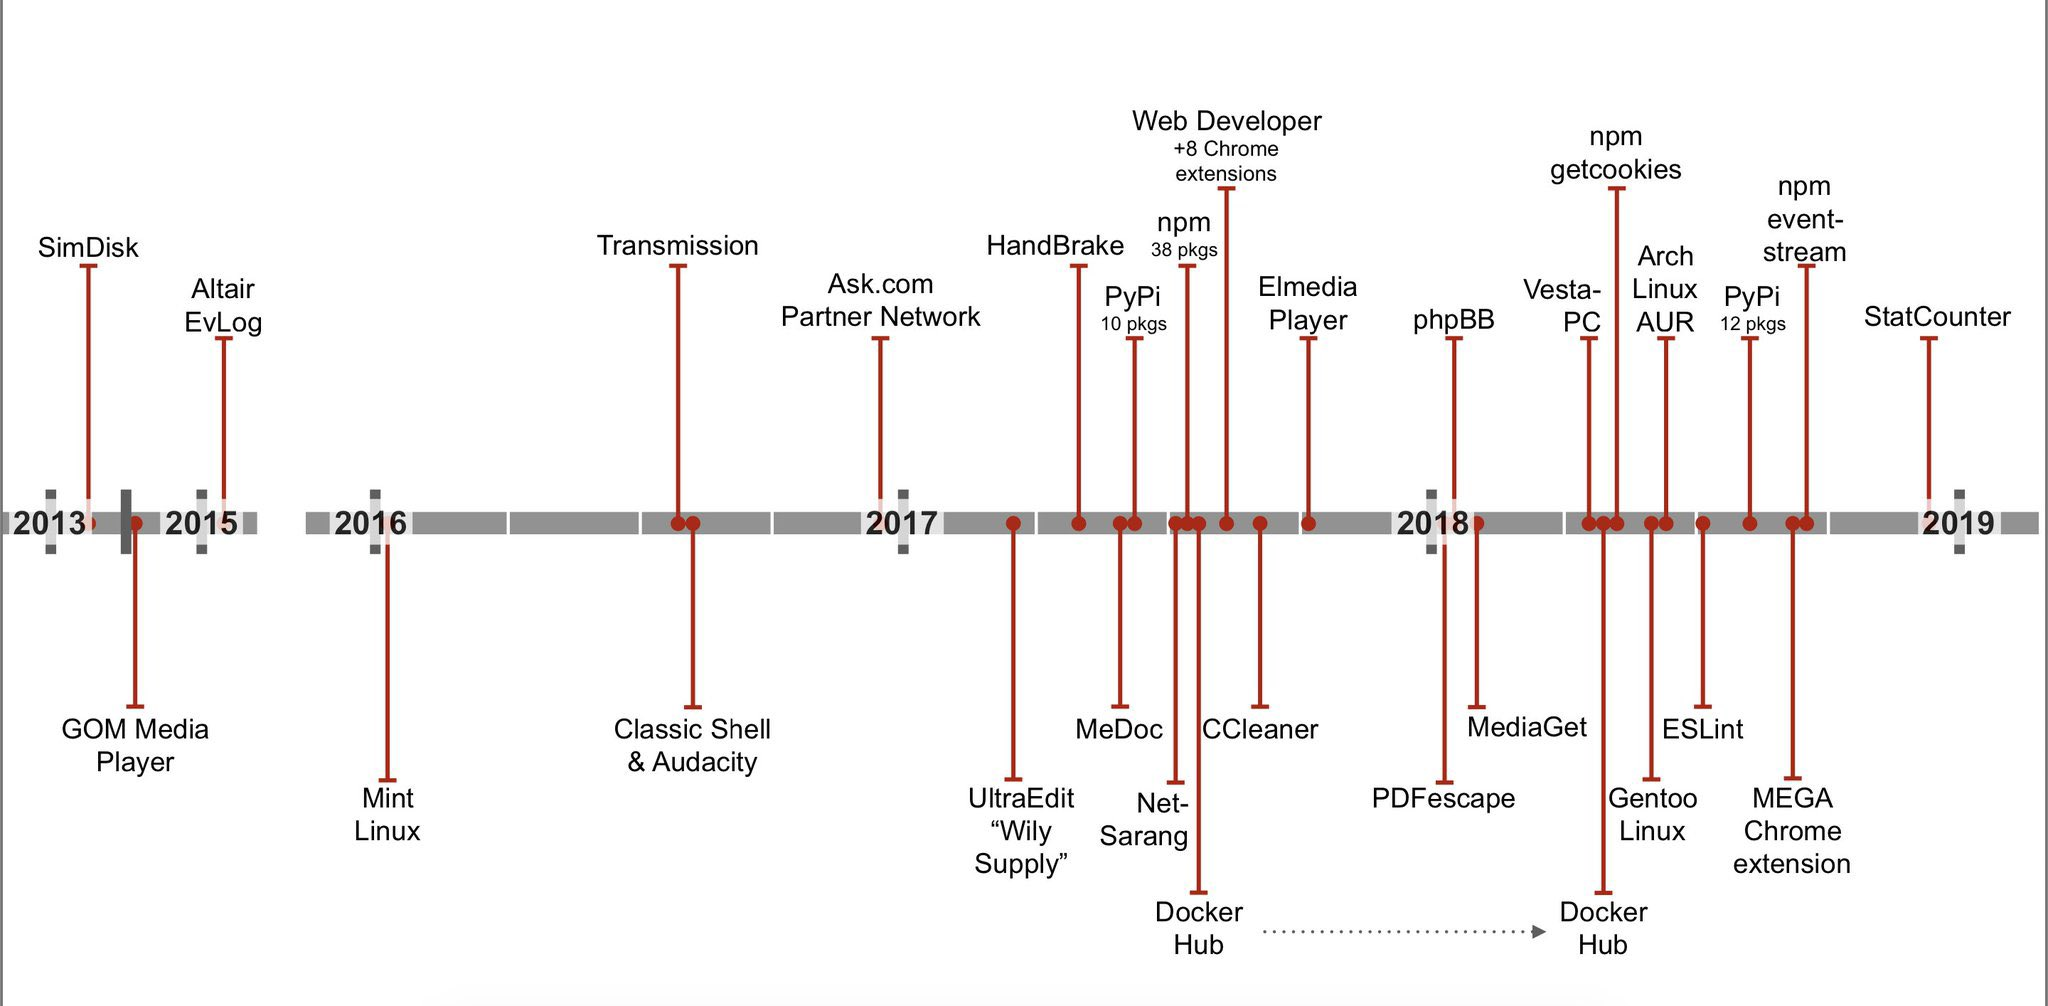 Web Developer
+8 Chrome
extensions
npm
getcookies
npm
event-
stream
npm
38 pkgs
SimDisk
Transmission
HandBrake
Arch
Linux
AUR
Altair
EvLog
Ask.com
Partner Network
PyPi
10 pkgs
Elmedia
Player
phpBB
Vesta-
PC
PyPi
12 pkgs
StatCounter
2013
2015
2016
2017
2018
2019
GOM Media
Player
Classic Shell
& Audacity
MeDoc
CCleaner
MediaGet
ESLint
Mint
Linux
UltraEdit
“Wily
Supply”
Net-
Sarang
PDFescape
Gentoo
Linux
MEGA
Chrome
extension
Docker
Hub
Docker
Hub